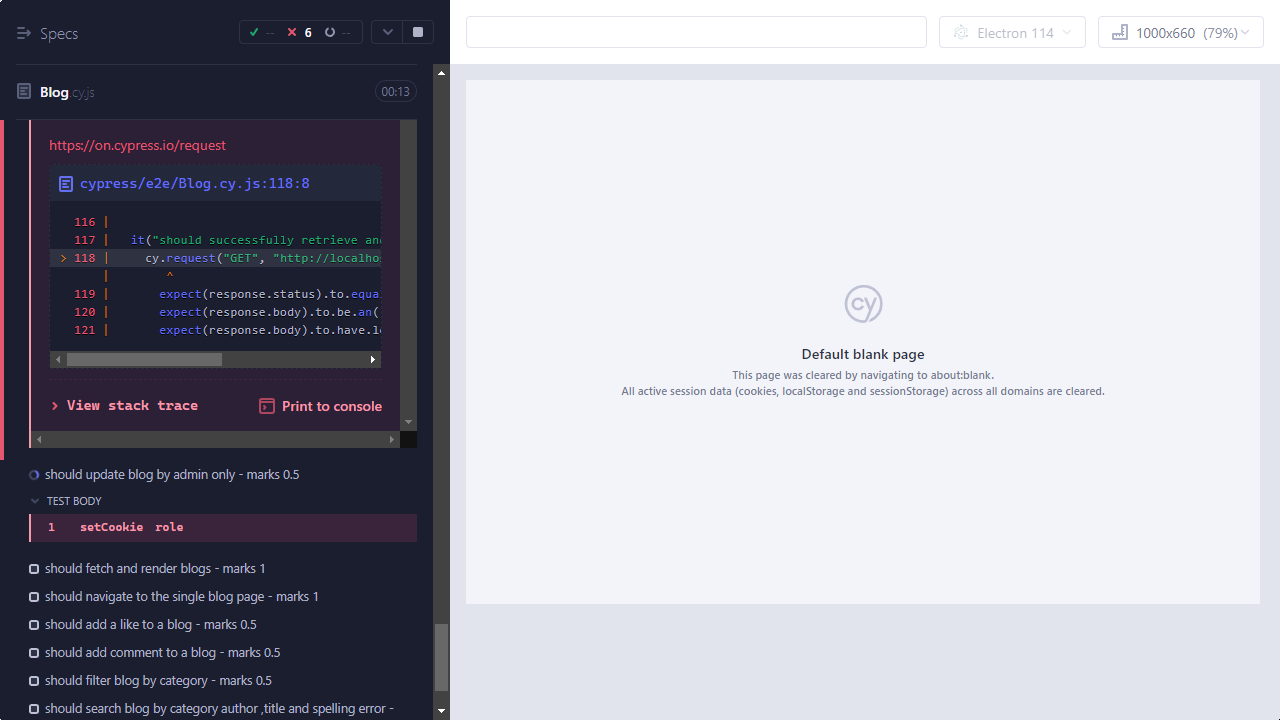 Specs
-- 6 --
Electron 114
1000x660 (79%)
Blog.cy.js
00:13
https://on.cypress.io/request
cypress/e2e/Blog.cy.js:118:8
116 |
117 | it("should successfully retrieve an
> 118 | cy.request("GET", "http://localho
| ^
119 | expect(response.status).to.equa
120 | expect(response.body).to.be.an(
121 | expect(response.body).to.have.l
View stack trace
Print to console
should update blog by admin only - marks 0.5
TEST BODY
1 setCookie role
should fetch and render blogs - marks 1
should navigate to the single blog page - marks 1
should add a like to a blog - marks 0.5
should add comment to a blog - marks 0.5
should filter blog by category - marks 0.5
should search blog by category author ,title and spelling error -
cy
Default blank page
This page was cleared by navigating to about:blank.
All active session data (cookies, localStorage and sessionStorage) across all domains are cleared.